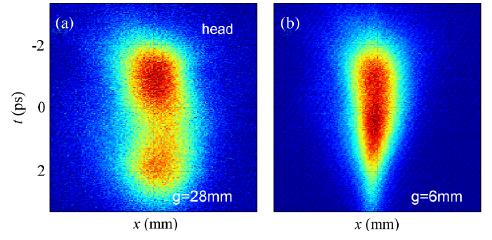 (a)
head
(b)
-2
0
2
t (ps)
g=28mm
g=6mm
x (mm)
x (mm)